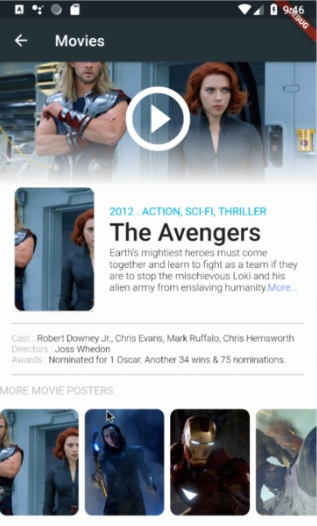 9:46
DEBUG
Movies
2012 . ACTION, SCI-FI, THRILLER
The Avengers
Earth's mightiest heroes must come
together and learn to fight as a team if they
are to stop the mischievous Loki and his
alien army from enslaving humanity.More...
Cast : Robert Downey Jr., Chris Evans, Mark Ruffalo, Chris Hemsworth
Directors : Joss Whedon
Awards : Nominated for 1 Oscar. Another 34 wins & 75 nominations.
MORE MOVIE POSTERS